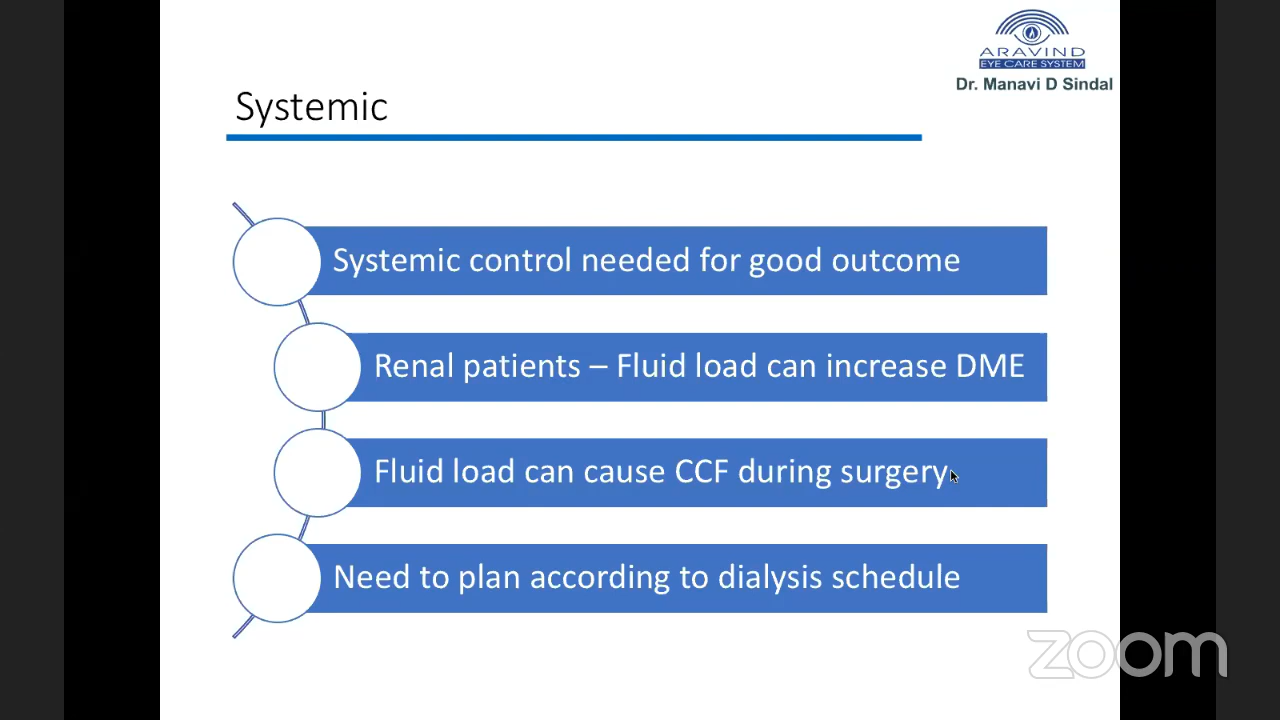 ARAVIND
EYE CARE SYSTEM
Dr. Manavi D Sindal
Systemic
Systemic control needed for good outcome
Renal patients – Fluid load can increase DME
Fluid load can cause CCF during surgery
Need to plan according to dialysis schedule
zoom